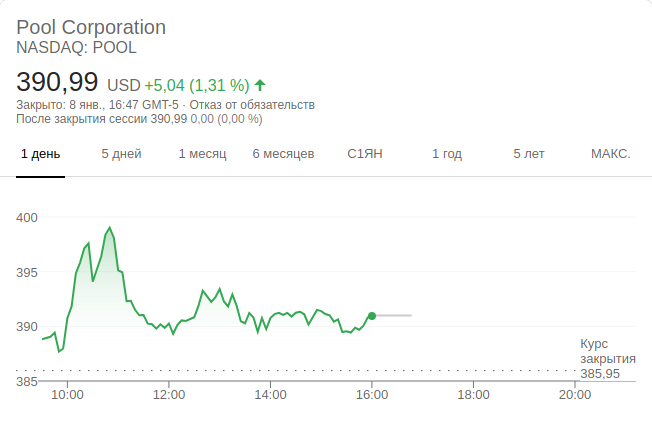 Pool Corporation
NASDAQ: POOL
390,99 USD +5,04 (1,31 %)
Закрыто: 8 янв., 16:47 GMT-5 · Отказ от обязательств
После закрытия сессии 390,99 0,00 (0,00 %)
1 день 5 дней 1 месяц 6 месяцев С1ЯН 1 год 5 лет МАКС.
400
395
390
Курс
закрытия
385,95
385
10:00 12:00 14:00 16:00 18:00 20:00